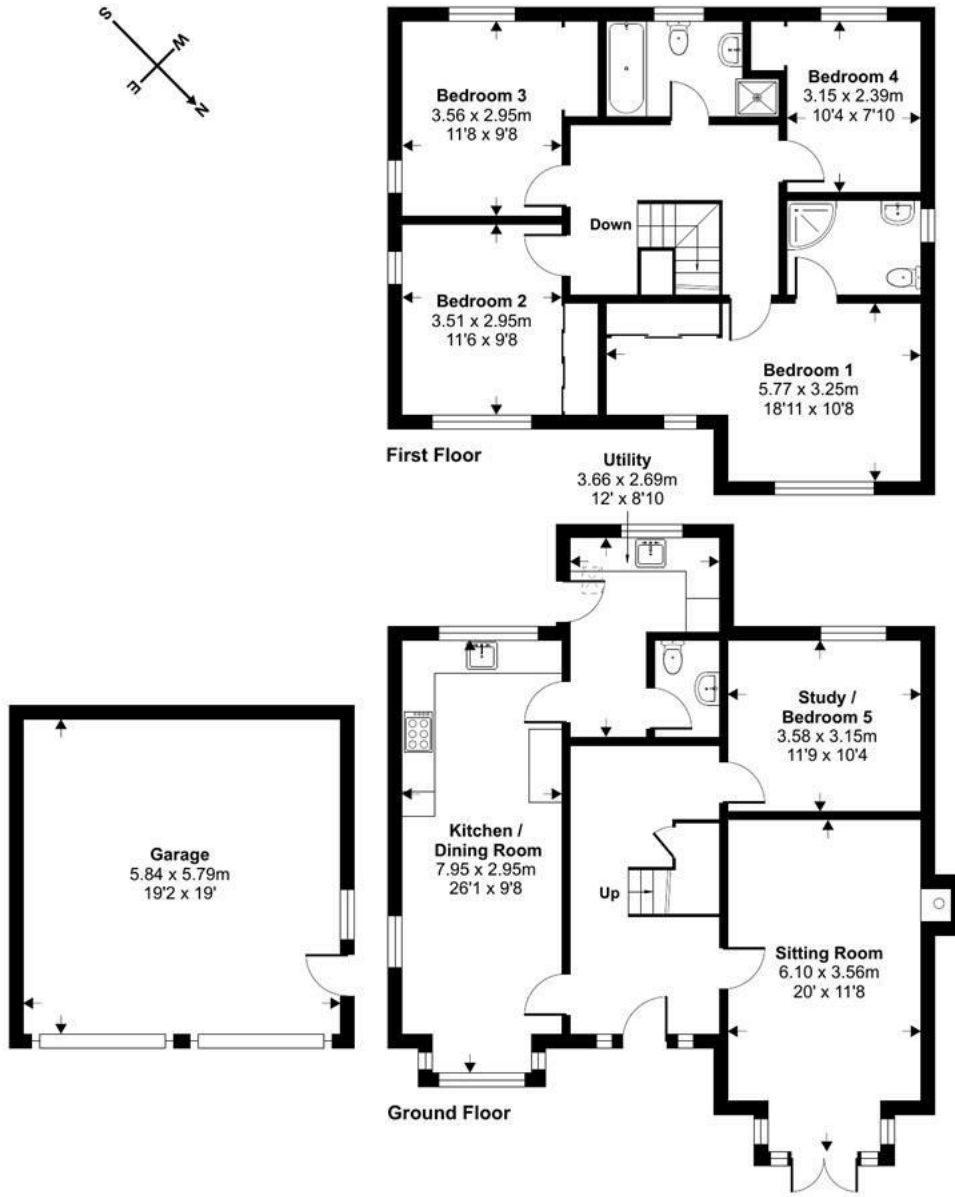 S
W
E
N
Bedroom 3
3.56 x 2.95m
11'8 x 9'8
Bedroom 4
3.15 x 2.39m
10'4 x 7'10
Down
Bedroom 2
3.51 x 2.95m
11'6 x 9'8
Bedroom 1
5.77 x 3.25m
18'11 x 10'8
First Floor
Utility
3.66 x 2.69m
12' x 8'10
Study /
Bedroom 5
3.58 x 3.15m
11'9 x 10'4
Kitchen /
Dining Room
7.95 x 2.95m
26'1 x 9'8
Garage
5.84 x 5.79m
19'2 x 19'
Up
Sitting Room
6.10 x 3.56m
20' x 11'8
Ground Floor